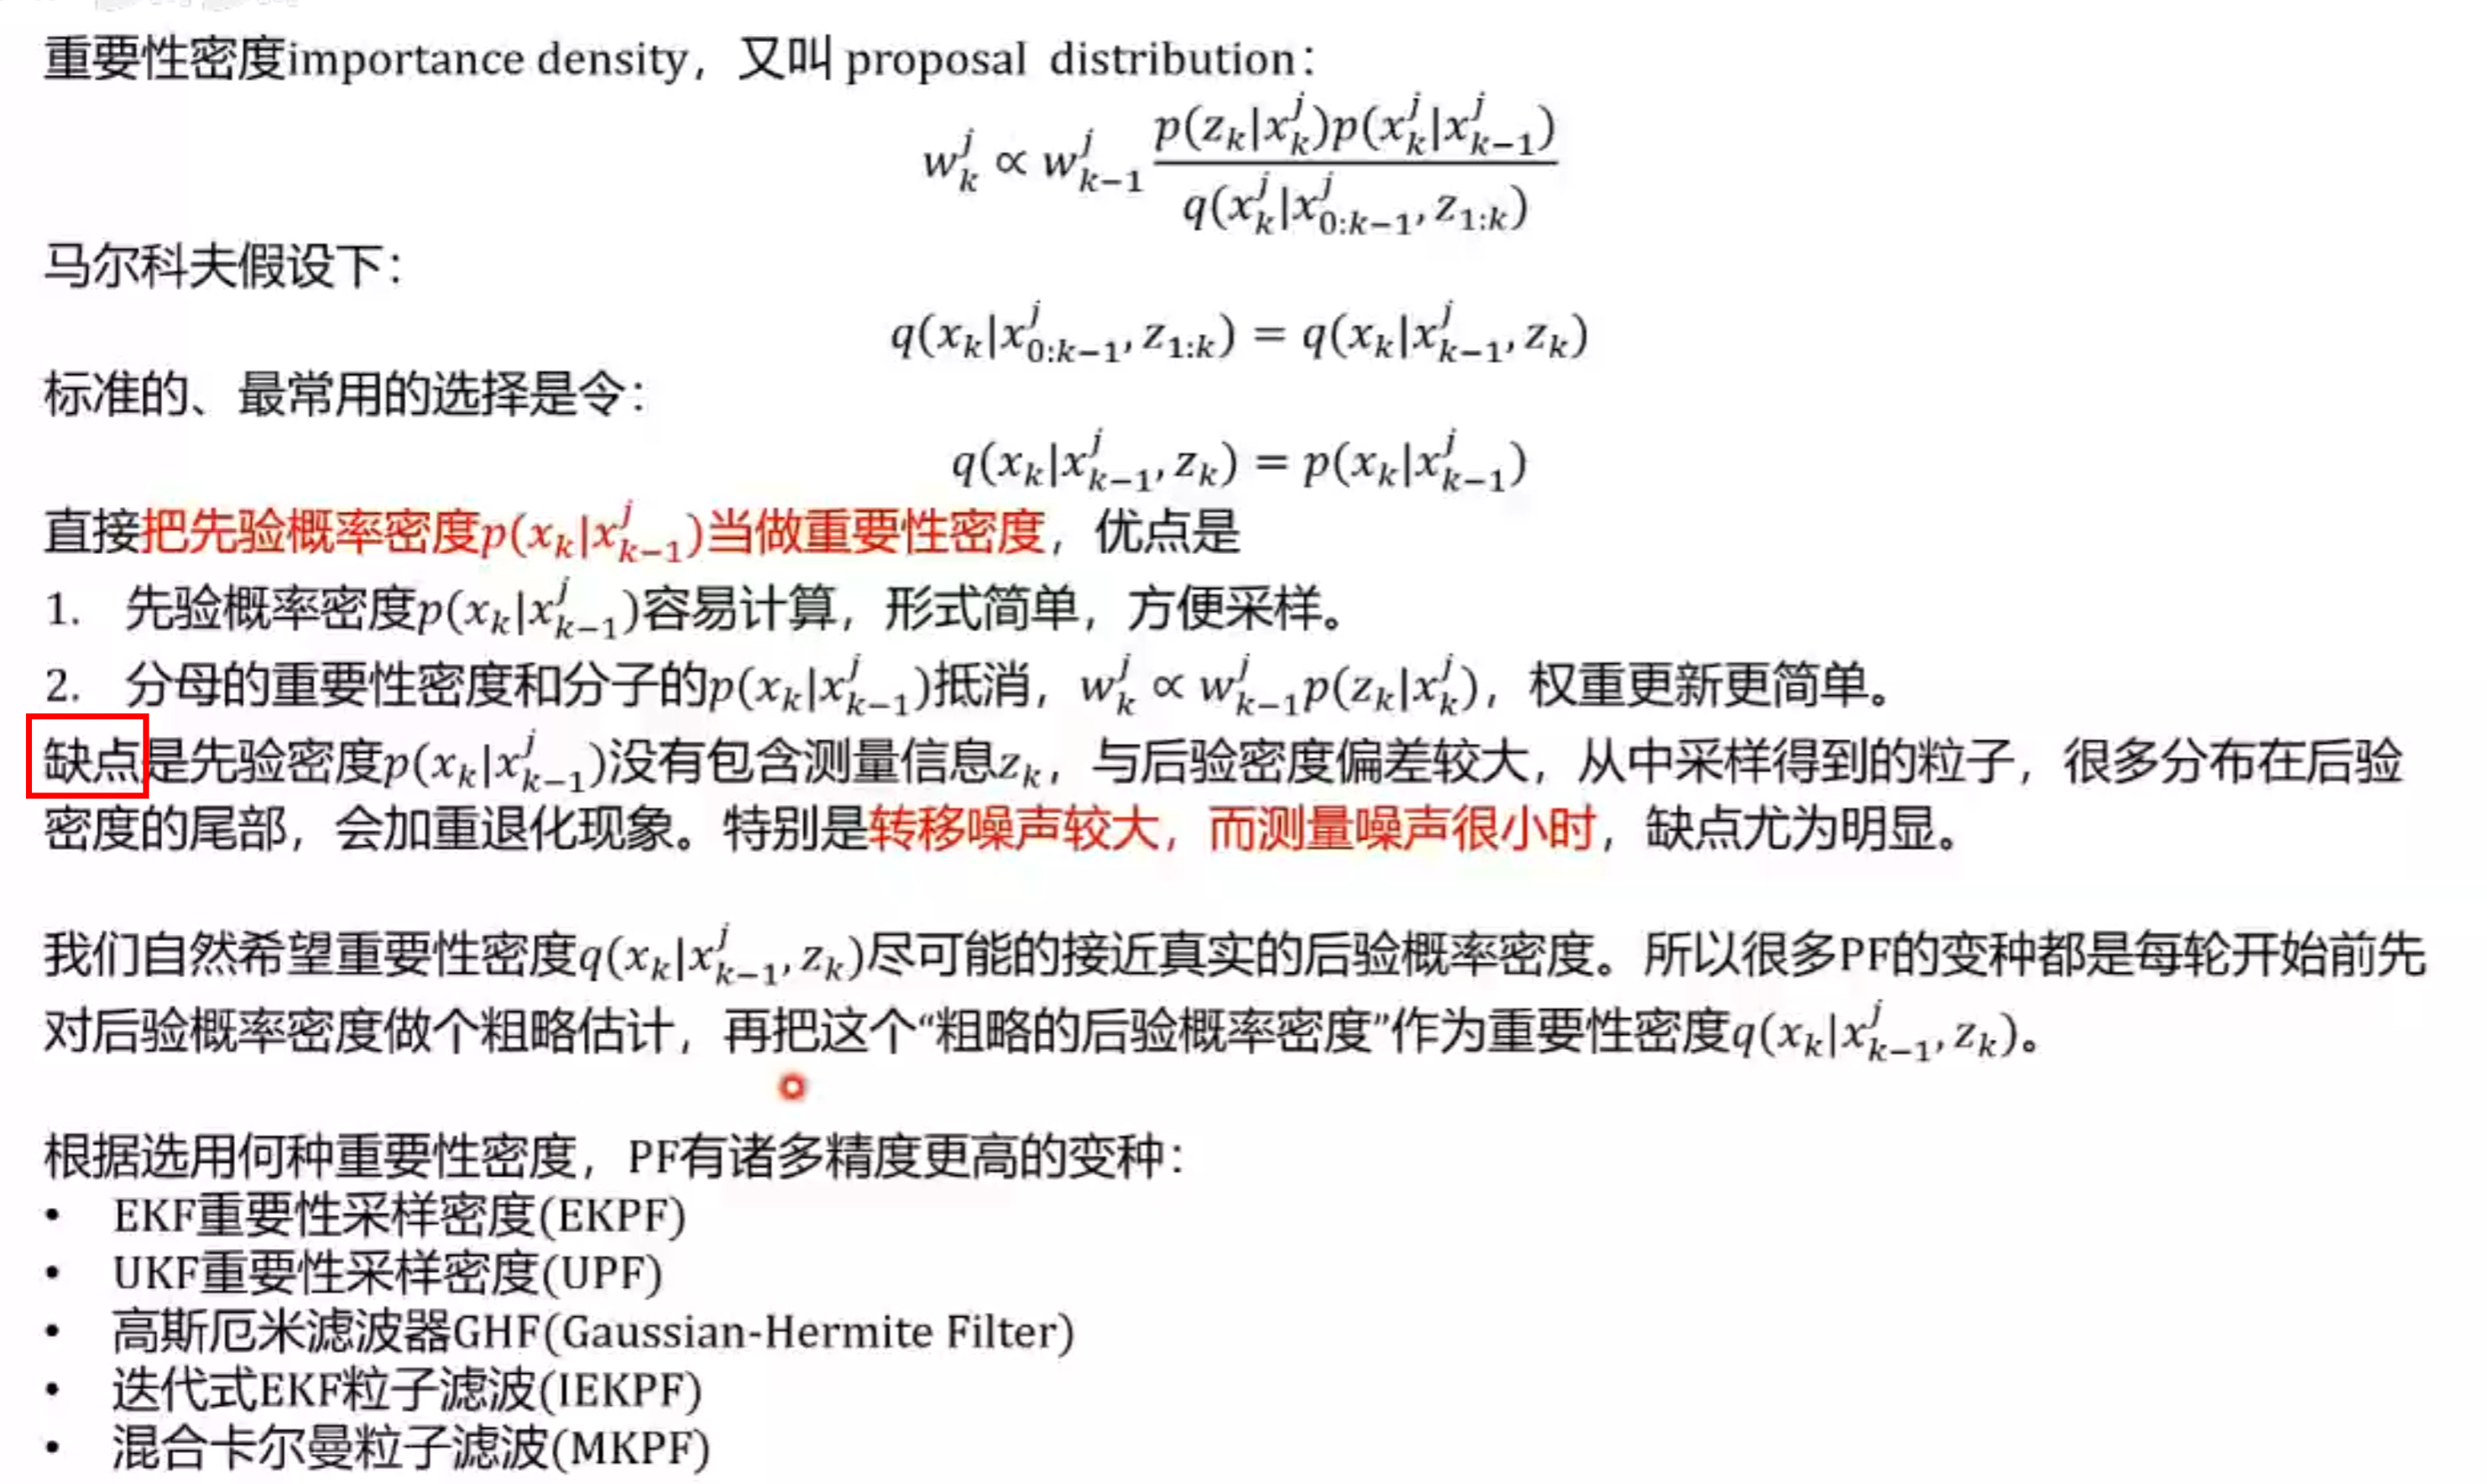 重要性密度importance density，又叫 proposal distribution：
$w_k^j \propto w_{k-1}^j \frac{p(z_k|x_k^j)p(x_k^j|x_{k-1}^j)}{q(x_k^j|x_{0:k-1}^j, z_{1:k})}$
马尔科夫假设下：
$q(x_k|x_{0:k-1}^j, z_{1:k}) = q(x_k|x_{k-1}^j, z_k)$
标准的、最常用的选择是令：
$q(x_k|x_{k-1}^j, z_k) = p(x_k|x_{k-1}^j)$
直接把先验概率密度$p(x_k|x_{k-1}^j)$当做重要性密度，优点是
1. 先验概率密度$p(x_k|x_{k-1}^j)$容易计算，形式简单，方便采样。
2. 分母的重要性密度和分子的$p(x_k|x_{k-1}^j)$抵消，$w_k^j \propto w_{k-1}^j p(z_k|x_k^j)$，权重更新更简单。
缺点是先验密度$p(x_k|x_{k-1}^j)$没有包含测量信息$z_k$，与后验密度偏差较大，从中采样得到的粒子，很多分布在后验
密度的尾部，会加重退化现象。特别是转移噪声较大，而测量噪声很小时，缺点尤为明显。
我们自然希望重要性密度$q(x_k|x_{k-1}^j, z_k)$尽可能的接近真实的后验概率密度。所以很多PF的变种都是每轮开始前先
对后验概率密度做个粗略估计，再把这个“粗略的后验概率密度”作为重要性密度$q(x_k|x_{k-1}^j, z_k)$。
根据选用何种重要性密度，PF有诸多精度更高的变种：
• EKF重要性采样密度(EKPF)
• UKF重要性采样密度(UPF)
• 高斯厄米滤波器GHF(Gaussian-Hermite Filter)
• 迭代式EKF粒子滤波(IEKPF)
• 混合卡尔曼粒子滤波(MKPF)